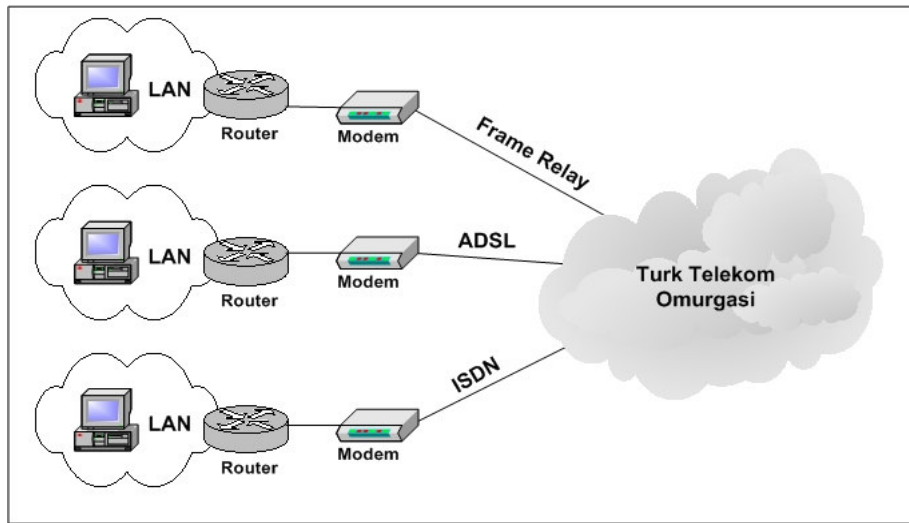 LAN
Router
Modem
Frame Relay
LAN
Router
Modem
ADSL
Turk Telekom
Omurgasi
LAN
Router
Modem
ISDN